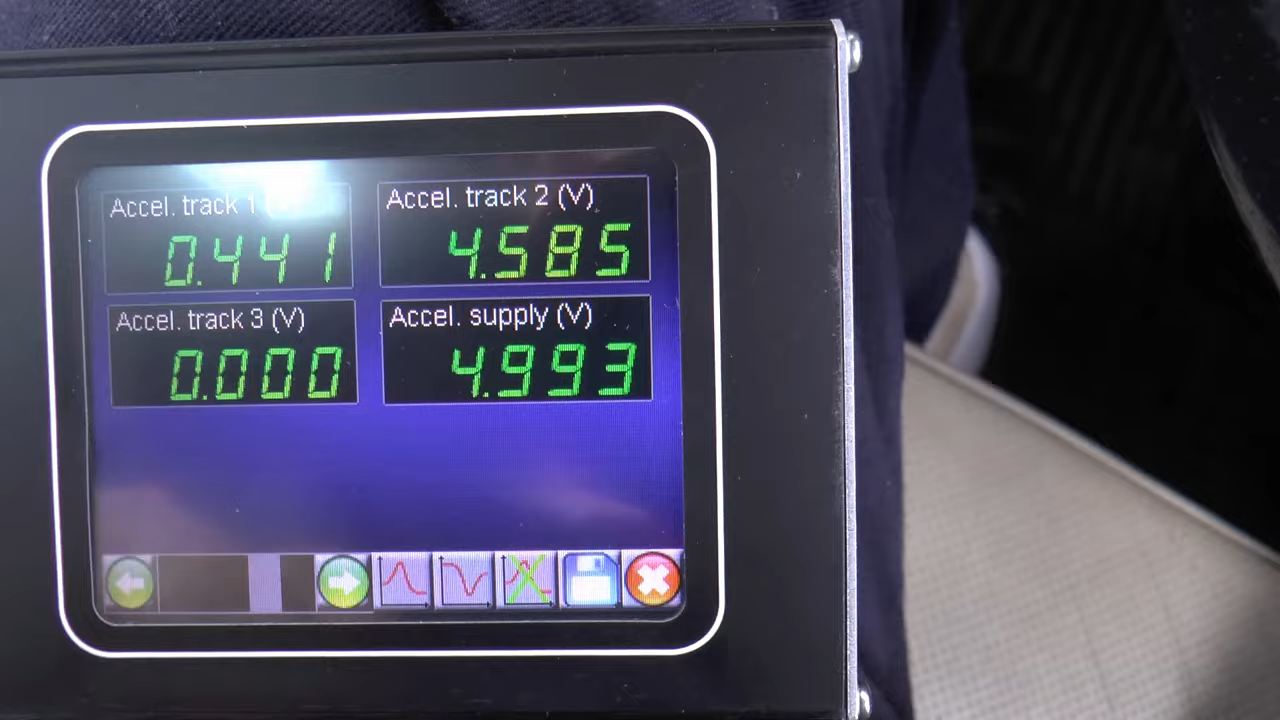 Accel. track 1
0.441
Accel. track 2 (V)
4.585
Accel. track 3 (V)
0.000
Accel. supply (V)
4.993